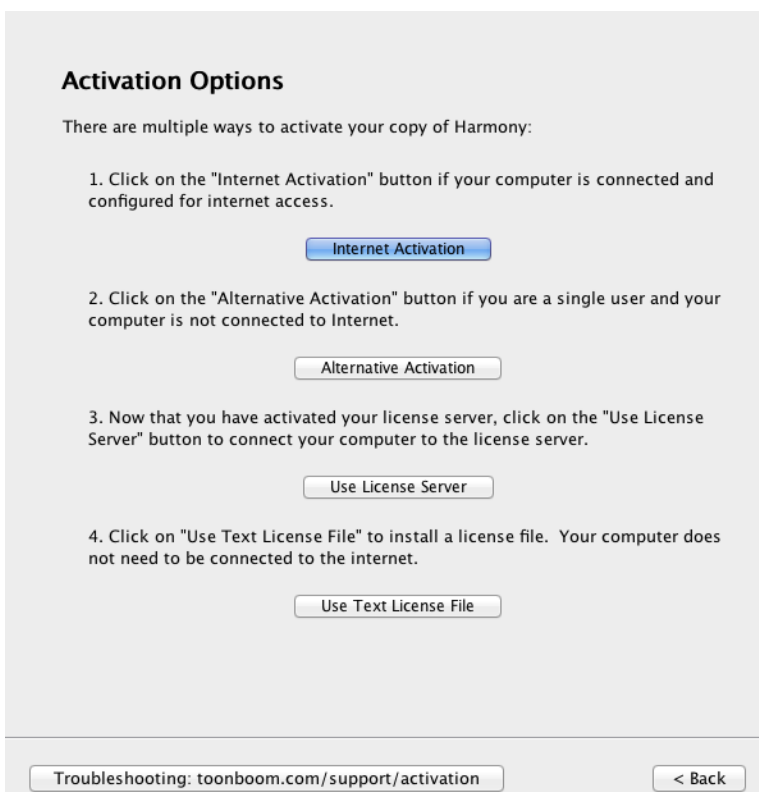 Activation Options
There are multiple ways to activate your copy of Harmony:
1. Click on the "Internet Activation" button if your computer is connected and
configured for internet access.
Internet Activation
2. Click on the "Alternative Activation" button if you are a single user and your
computer is not connected to Internet.
Alternative Activation
3. Now that you have activated your license server, click on the "Use License
Server" button to connect your computer to the license server.
Use License Server
4. Click on "Use Text License File" to install a license file.  Your computer does
not need to be connected to the internet.
Use Text License File
Troubleshooting: toonboom.com/support/activation
< Back